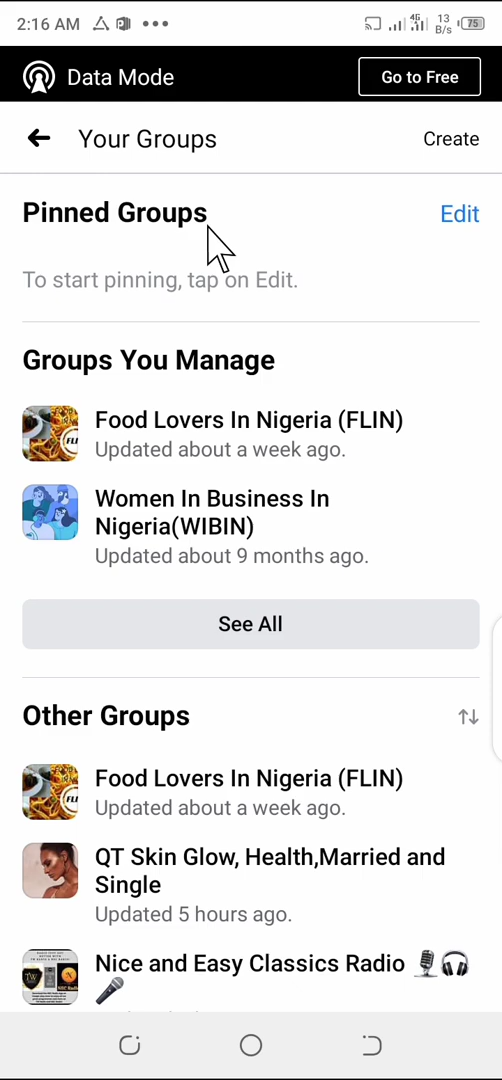 2:16 AM
4G
13
B/s
75
Data Mode
Go to Free
Your Groups
Create
Pinned Groups
Edit
To start pinning, tap on Edit.
Groups You Manage
Food Lovers In Nigeria (FLIN)
Updated about a week ago.
Women In Business In
Nigeria(WIBIN)
Updated about 9 months ago.
See All
Other Groups
Food Lovers In Nigeria (FLIN)
Updated about a week ago.
QT Skin Glow, Health,Married and
Single
Updated 5 hours ago.
Nice and Easy Classics Radio 🎙️🎧
🎤